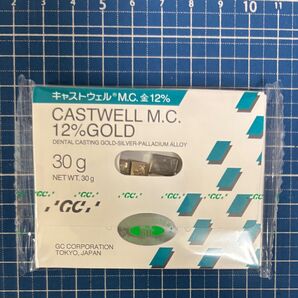 キャストウェル® M.C. 金12%
CASTWELL M.C.
12%GOLD
DENTAL CASTING GOLD-SILVER-PALLADIUM ALLOY
30 g
NET WT. 30 g
'GC' 'GC'
GC CORPORATION
TOKYO, JAPAN